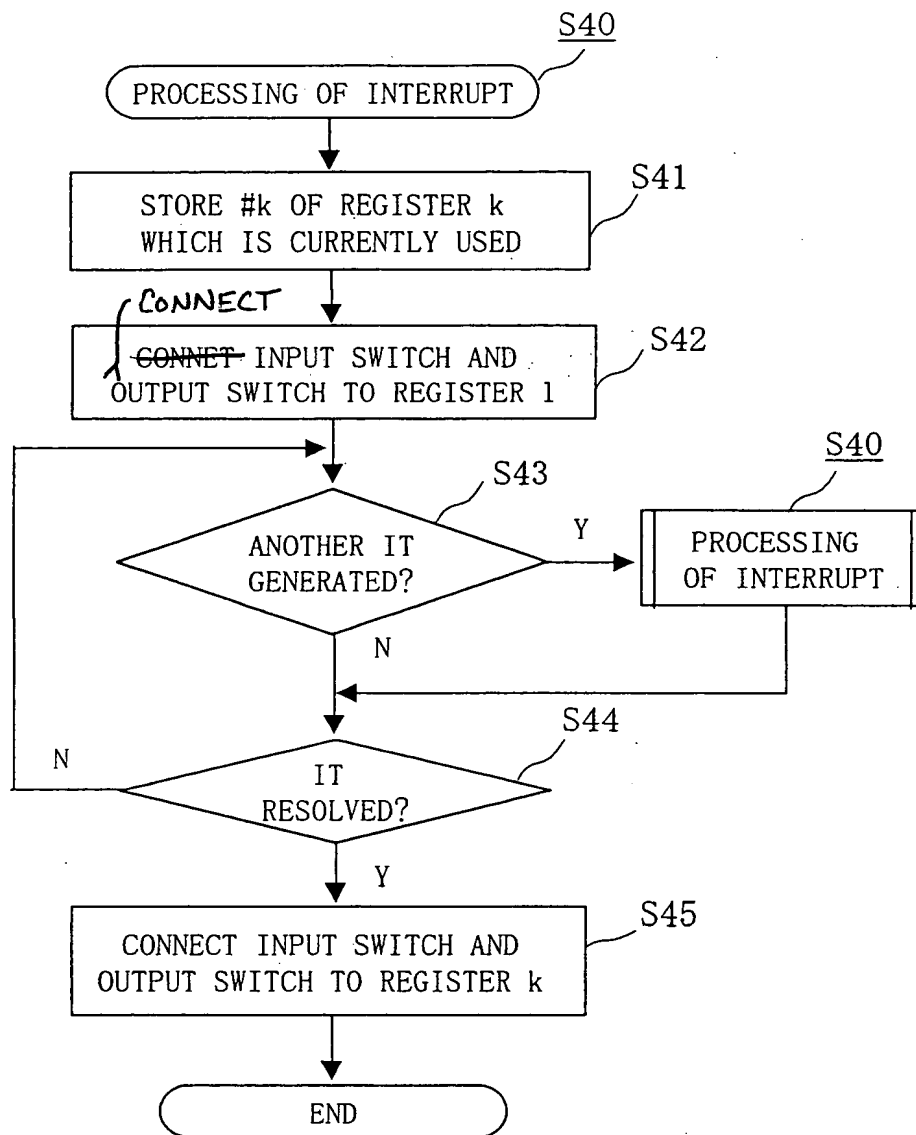 S40
PROCESSING OF INTERRUPT
S41
STORE #k OF REGISTER k
WHICH IS CURRENTLY USED
CONNECT
S42
CONNET INPUT SWITCH AND
OUTPUT SWITCH TO REGISTER l
S43
S40
ANOTHER IT
GENERATED?
Y
PROCESSING
OF INTERRUPT
N
S44
N
IT
RESOLVED?
Y
S45
CONNECT INPUT SWITCH AND
OUTPUT SWITCH TO REGISTER k
END